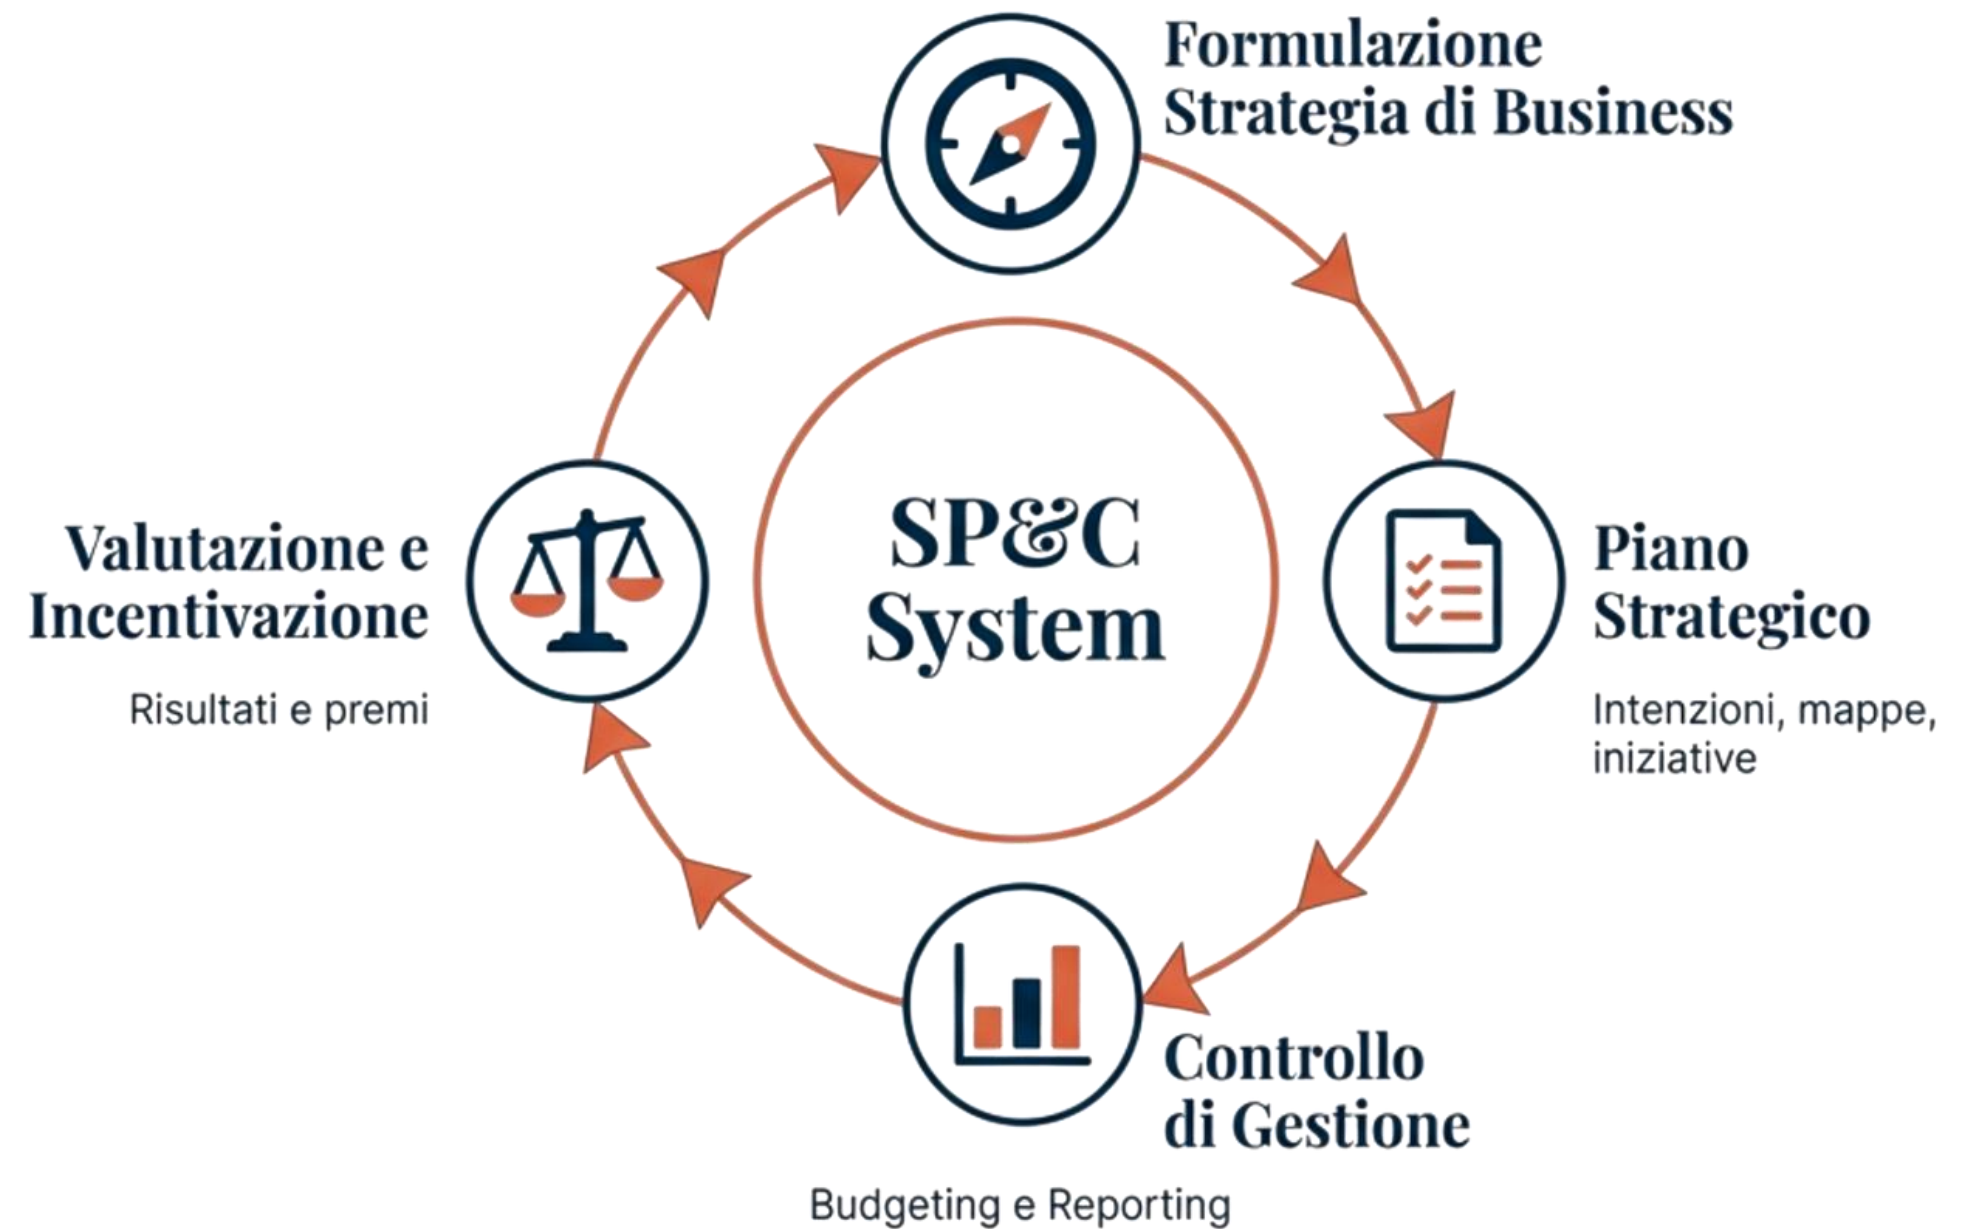 Formulazione
Strategia di Business
SP&C
System
Valutazione e
Incentivazione
Risultati e premi
Piano
Strategico
Intenzioni, mappe,
iniziative
Controllo
di Gestione
Budgeting e Reporting